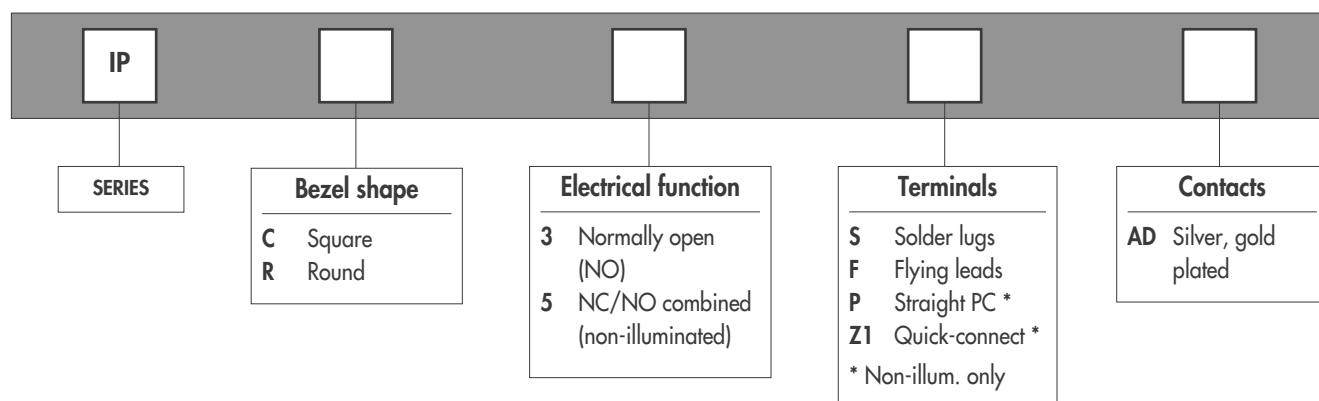 IP
SERIES
Bezel shape
C Square
R Round
Electrical function
3 Normally open
(NO)
5 NC/NO combined
(non-illuminated)
Terminals
S Solder lugs
F Flying leads
P Straight PC *
Z1 Quick-connect *
* Non-illum. only
Contacts
AD Silver, gold
plated